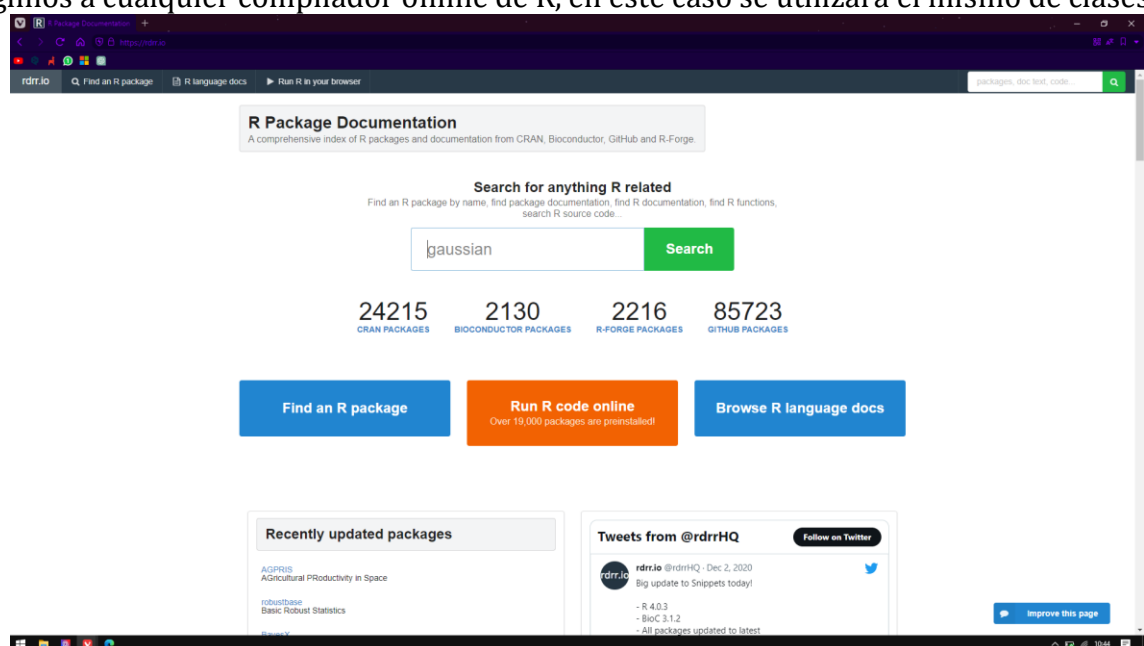 gimos a cualquier compilador online de R, en este caso se utilizará el mismo de clases
R Package Documentation
https://rdrr.io
rdrr.io Find an R package R language docs Run R in your browser packages, doc text, code...
R Package Documentation
A comprehensive index of R packages and documentation from CRAN, Bioconductor, GitHub and R-Forge.
Search for anything R related
Find an R package by name, find package documentation, find R documentation, find R functions,
search R source code...
gaussian Search
24215 2130 2216 85723
CRAN PACKAGES BIOCONDUCTOR PACKAGES R-FORGE PACKAGES GITHUB PACKAGES
Find an R package Run R code online Browse R language docs
Over 19,000 packages are preinstalled!
Recently updated packages Tweets from @rdrrHQ Follow on Twitter
AGPRIS
AGricultural PRoductivity in Space
robustbase
Basic Robust Statistics
rdrr.io rdrr.io @rdrrHQ · Dec 2, 2020
Big update to Snippets today!
- R 4.0.3
- BioC 3.1.2
- All packages updated to latest
Improve this page
10:44